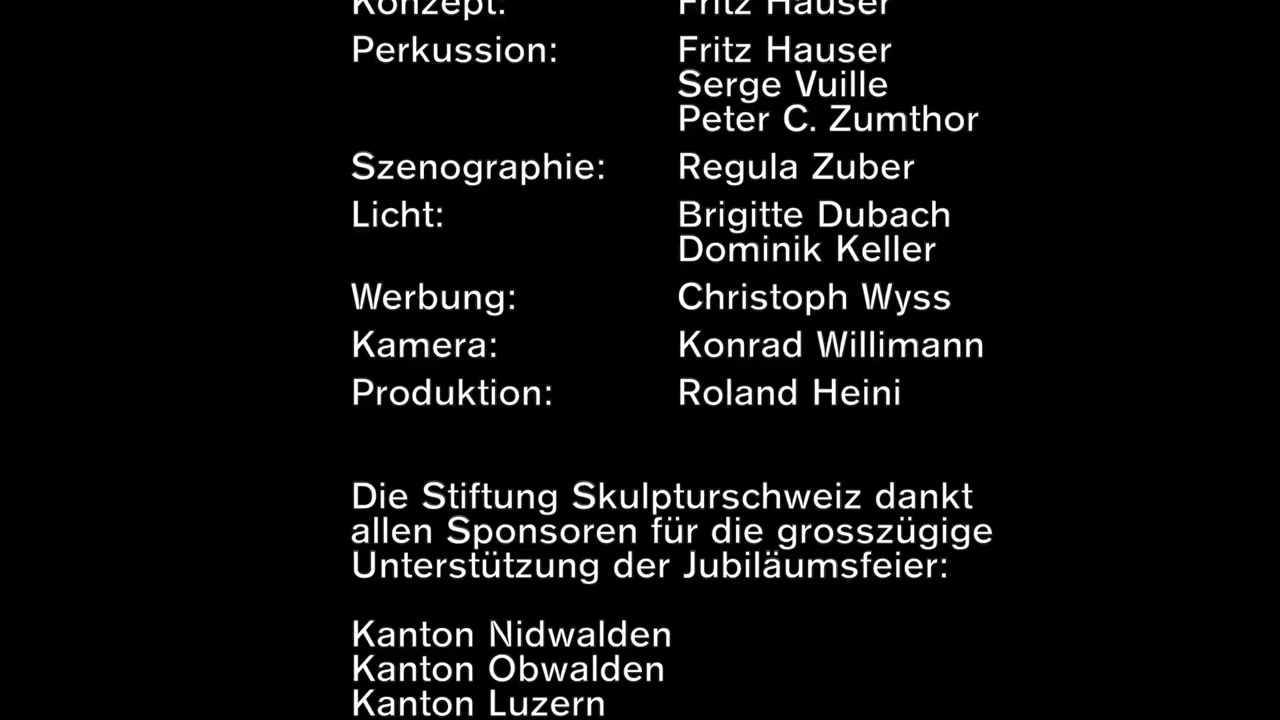 Konzept: Fritz Hauser
Perkussion: Fritz Hauser
Serge Vuille
Peter C. Zumthor
Szenographie: Regula Zuber
Licht: Brigitte Dubach
Dominik Keller
Werbung: Christoph Wyss
Kamera: Konrad Willimann
Produktion: Roland Heini
Die Stiftung Skulpturschweiz dankt
allen Sponsoren für die grosszügige
Unterstützung der Jubiläumsfeier:
Kanton Nidwalden
Kanton Obwalden
Kanton Luzern